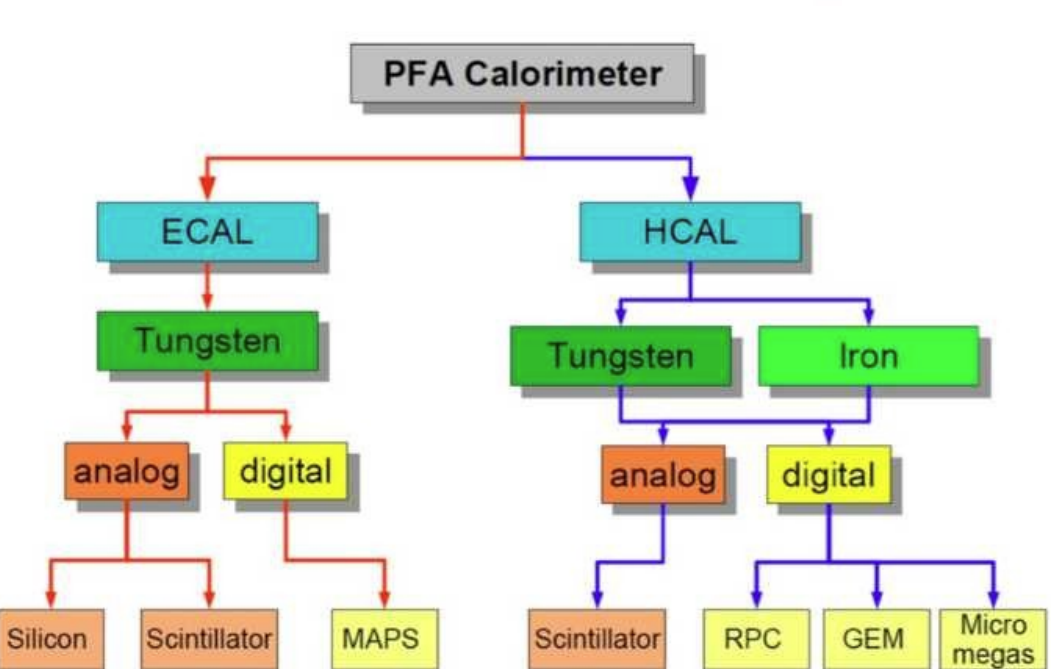 PFA Calorimeter
ECAL
HCAL
Tungsten
Tungsten
Iron
analog
digital
analog
digital
Silicon
Scintillator
MAPS
Scintillator
RPC
GEM
Micro
megas